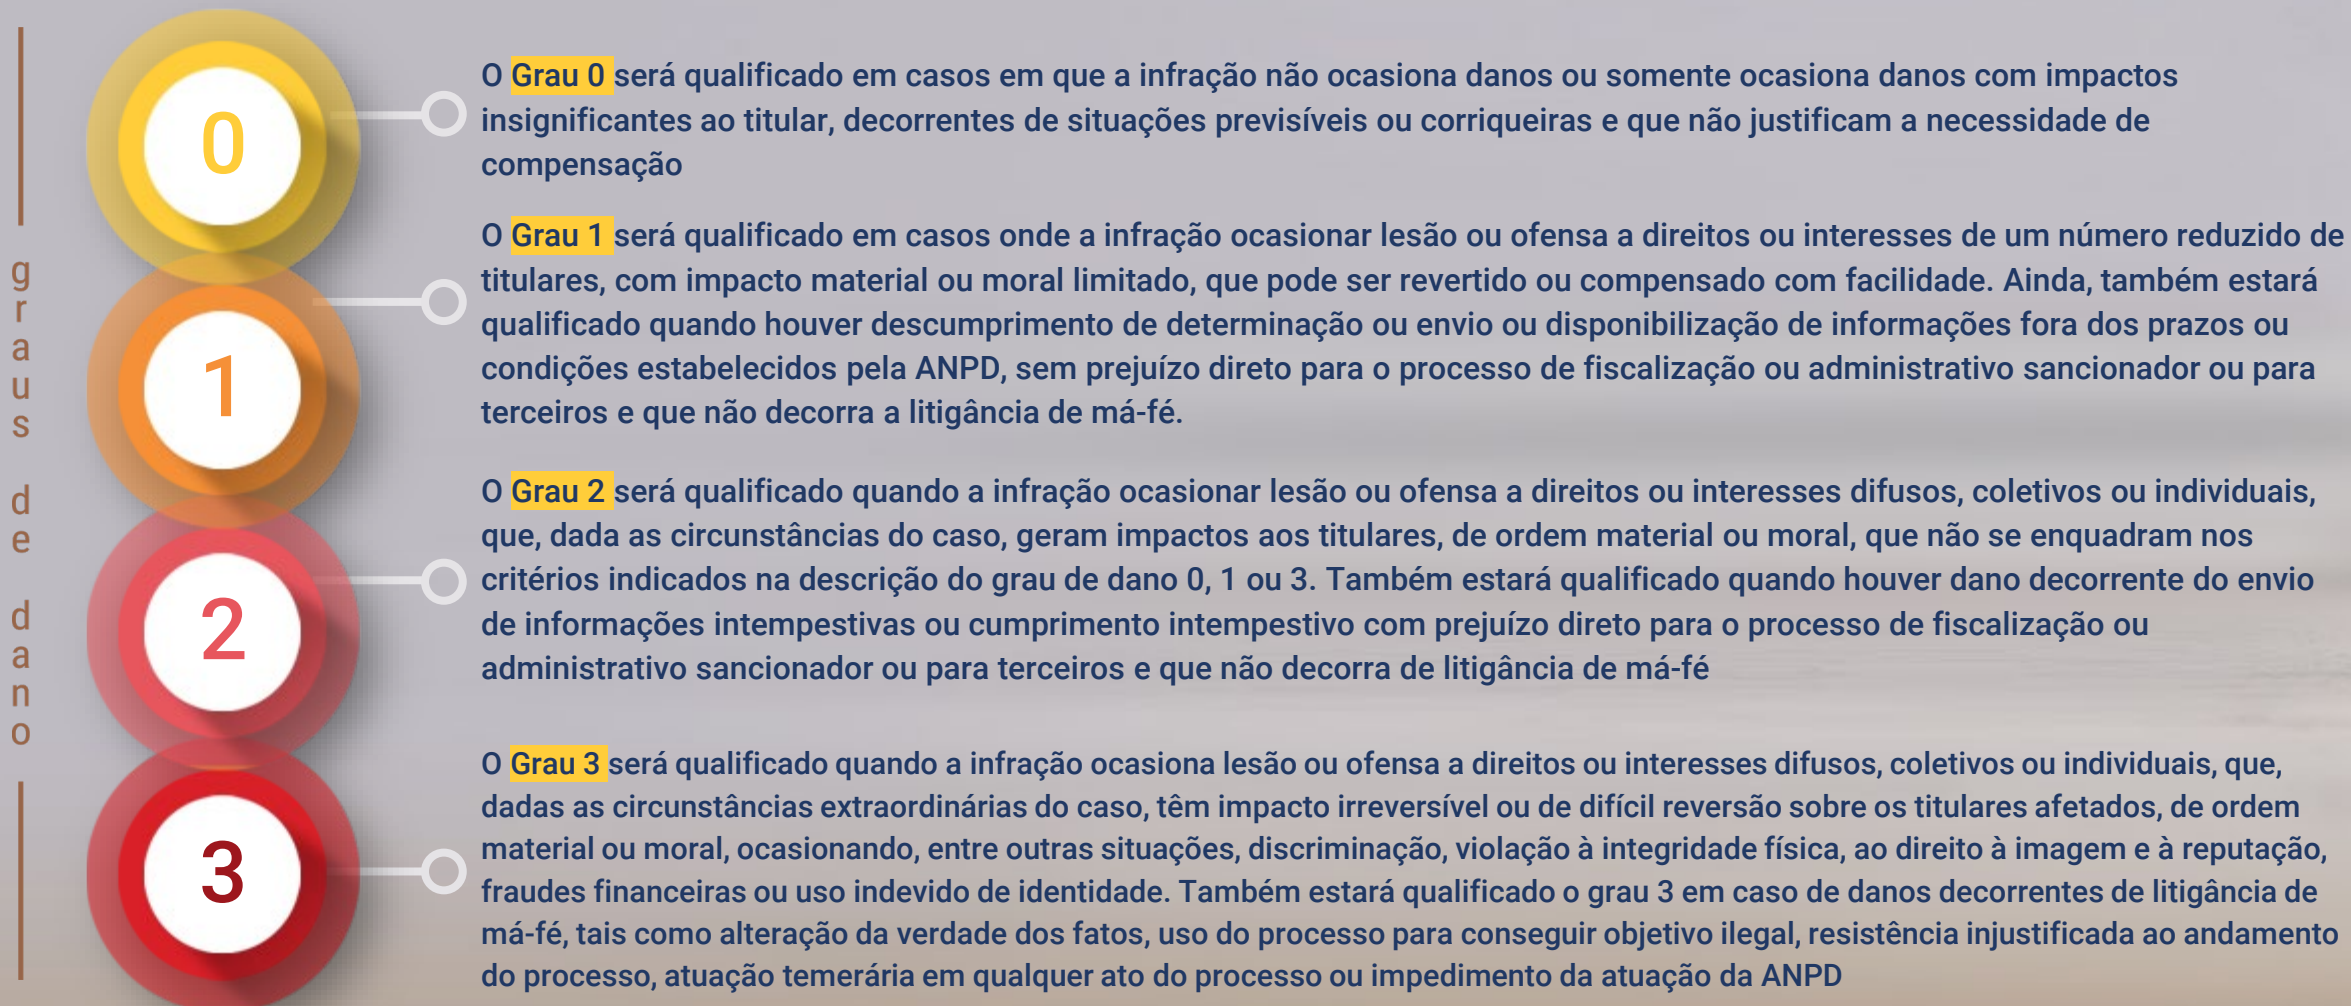 graus de dano
0
O Grau 0 será qualificado em casos em que a infração não ocasiona danos ou somente ocasiona danos com impactos
insignificantes ao titular, decorrentes de situações previsíveis ou corriqueiras e que não justificam a necessidade de
compensação
1
O Grau 1 será qualificado em casos onde a infração ocasionar lesão ou ofensa a direitos ou interesses de um número reduzido de
titulares, com impacto material ou moral limitado, que pode ser revertido ou compensado com facilidade. Ainda, também estará
qualificado quando houver descumprimento de determinação ou envio ou disponibilização de informações fora dos prazos ou
condições estabelecidos pela ANPD, sem prejuízo direto para o processo de fiscalização ou administrativo sancionador ou para
terceiros e que não decorra a litigância de má-fé.
2
O Grau 2 será qualificado quando a infração ocasionar lesão ou ofensa a direitos ou interesses difusos, coletivos ou individuais,
que, dada as circunstâncias do caso, geram impactos aos titulares, de ordem material ou moral, que não se enquadram nos
critérios indicados na descrição do grau de dano 0, 1 ou 3. Também estará qualificado quando houver dano decorrente do envio
de informações intempestivas ou cumprimento intempestivo com prejuízo direto para o processo de fiscalização ou
administrativo sancionador ou para terceiros e que não decorra de litigância de má-fé
3
O Grau 3 será qualificado quando a infração ocasiona lesão ou ofensa a direitos ou interesses difusos, coletivos ou individuais, que,
dadas as circunstâncias extraordinárias do caso, têm impacto irreversível ou de difícil reversão sobre os titulares afetados, de ordem
material ou moral, ocasionando, entre outras situações, discriminação, violação à integridade física, ao direito à imagem e à reputação,
fraudes financeiras ou uso indevido de identidade. Também estará qualificado o grau 3 em caso de danos decorrentes de litigância de
má-fé, tais como alteração da verdade dos fatos, uso do processo para conseguir objetivo ilegal, resistência injustificada ao andamento
do processo, atuação temerária em qualquer ato do processo ou impedimento da atuação da ANPD